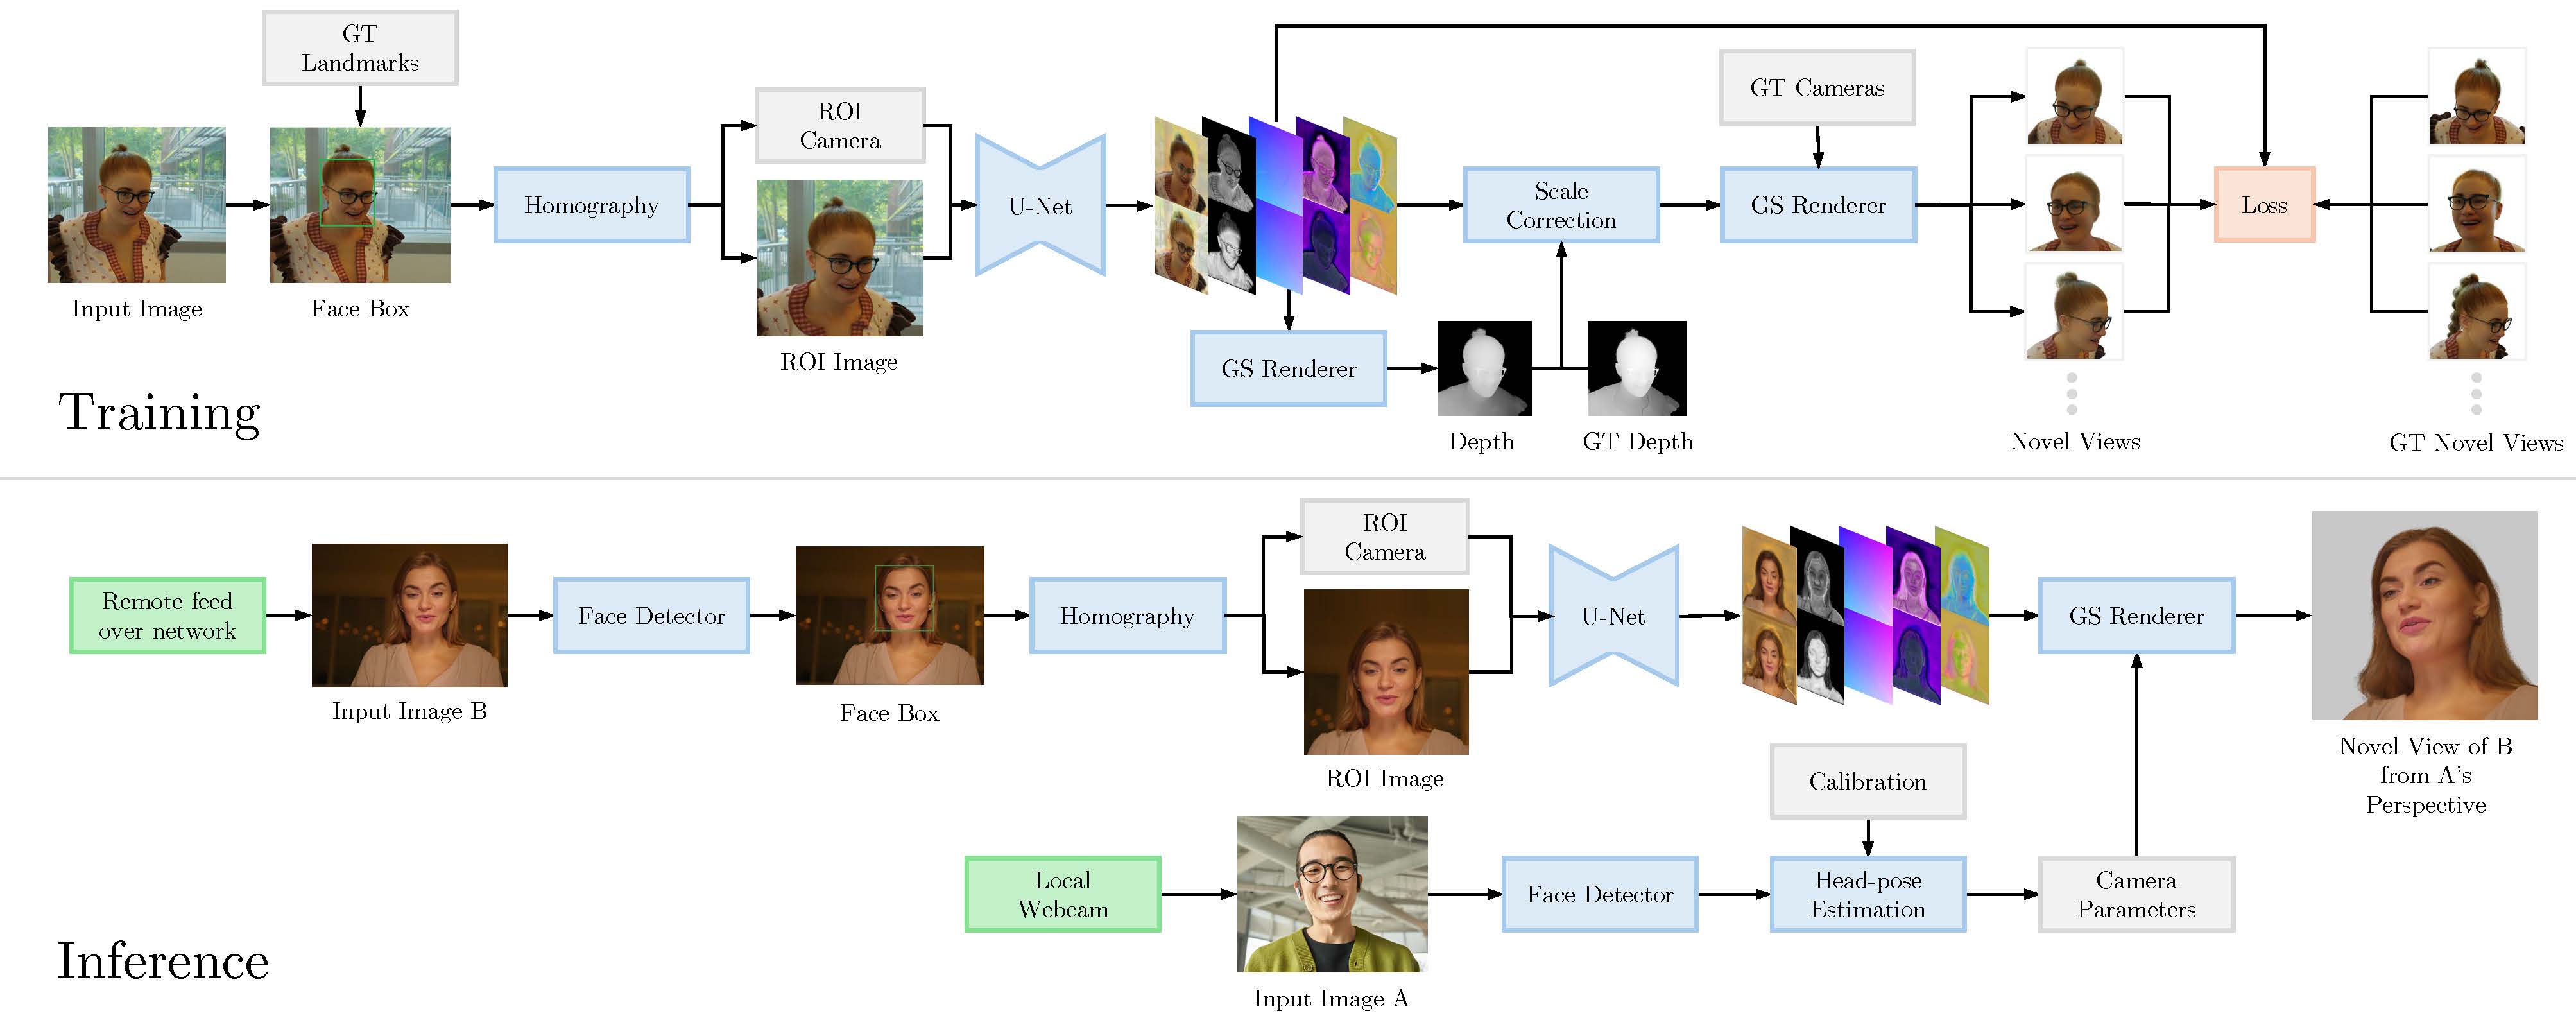 GT
Landmarks
Input Image
Face Box
Homography
ROI
Camera
ROI Image
U-Net
GS Renderer
Depth
GT Depth
Scale
Correction
GT Cameras
GS Renderer
Novel Views
Loss
GT Novel Views
Training
Remote feed
over network
Input Image B
Face Detector
Face Box
Homography
ROI
Camera
ROI Image
U-Net
GS Renderer
Novel View of B
from A's
Perspective
Local
Webcam
Input Image A
Face Detector
Calibration
Head-pose
Estimation
Camera
Parameters
Inference